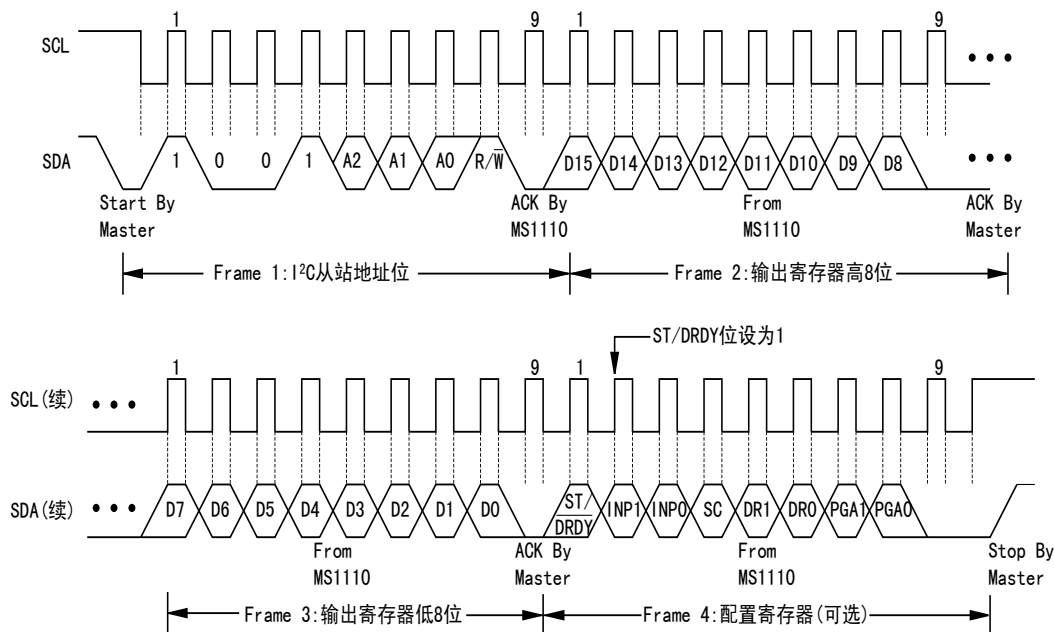 1 9 1 9
SCL
SDA
1 0 0 1 A2 A1 A0 R/W̅ D15 D14 D13 D12 D11 D10 D9 D8
Start By
Master
ACK By
MS1110
From
MS1110
ACK By
Master
Frame 1:I²C从站地址位
Frame 2:输出寄存器高8位
ST/DRDY位设为1
1 9 1 9
SCL(续)
SDA(续)
D7 D6 D5 D4 D3 D2 D1 D0 ST/D̅R̅D̅Y̅ INP1 INP0 SC DR1 DR0 PGA1 PGA0
From
MS1110
ACK By
Master
From
MS1110
Stop By
Master
Frame 3:输出寄存器低8位
Frame 4:配置寄存器(可选)